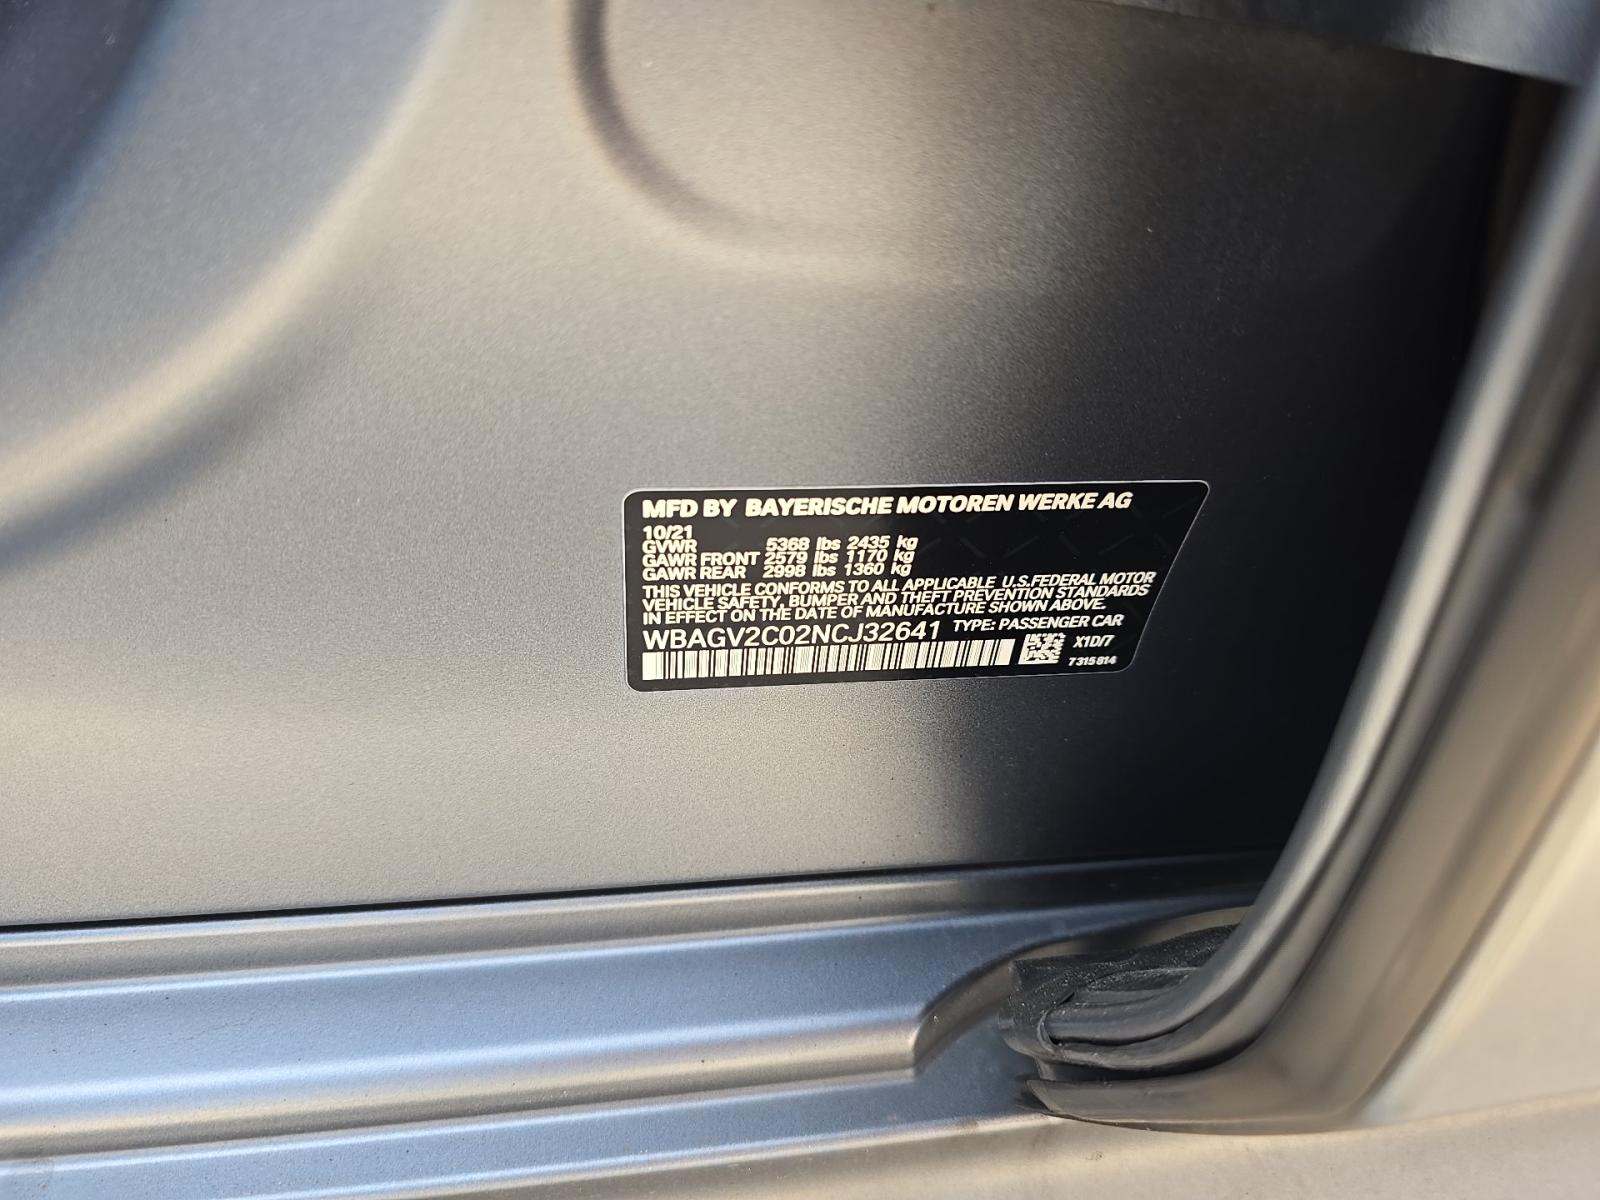 MFD BY BAYERISCHE MOTOREN WERKE AG
10/21
GVWR 5368 lbs 2435 kg
GAWR FRONT 2579 lbs 1170 kg
GAWR REAR 2998 lbs 1360 kg
THIS VEHICLE CONFORMS TO ALL APPLICABLE U.S.FEDERAL MOTOR
VEHICLE SAFETY, BUMPER AND THEFT PREVENTION STANDARDS
IN EFFECT ON THE DATE OF MANUFACTURE SHOWN ABOVE.
WBAGV2C02NCJ32641 TYPE: PASSENGER CAR
X1D/7
7315814